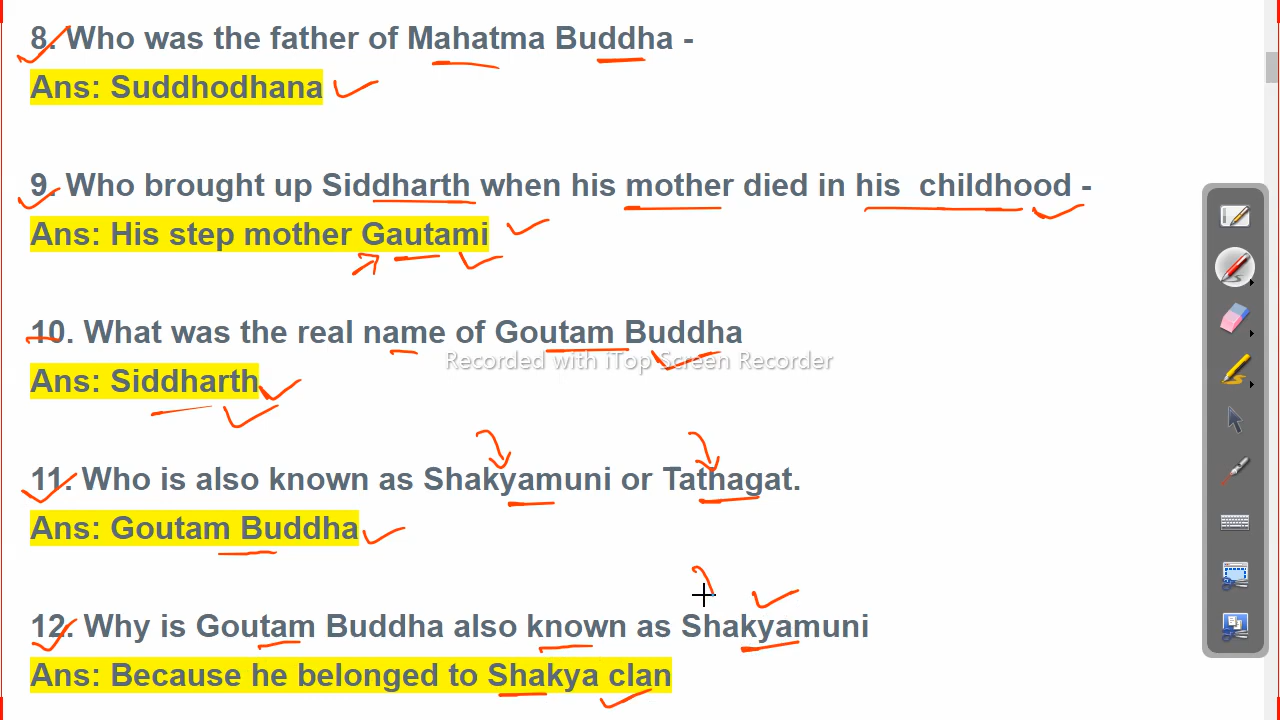 8. Who was the father of Mahatma Buddha -
Ans: Suddhodhana
9. Who brought up Siddharth when his mother died in his childhood -
Ans: His step mother Gautami
10. What was the real name of Goutam Buddha
Recorded with iTop Screen Recorder
Ans: Siddharth
11. Who is also known as Shakyamuni or Tathagat.
Ans: Goutam Buddha
12. Why is Goutam Buddha also known as Shakyamuni
Ans: Because he belonged to Shakya clan